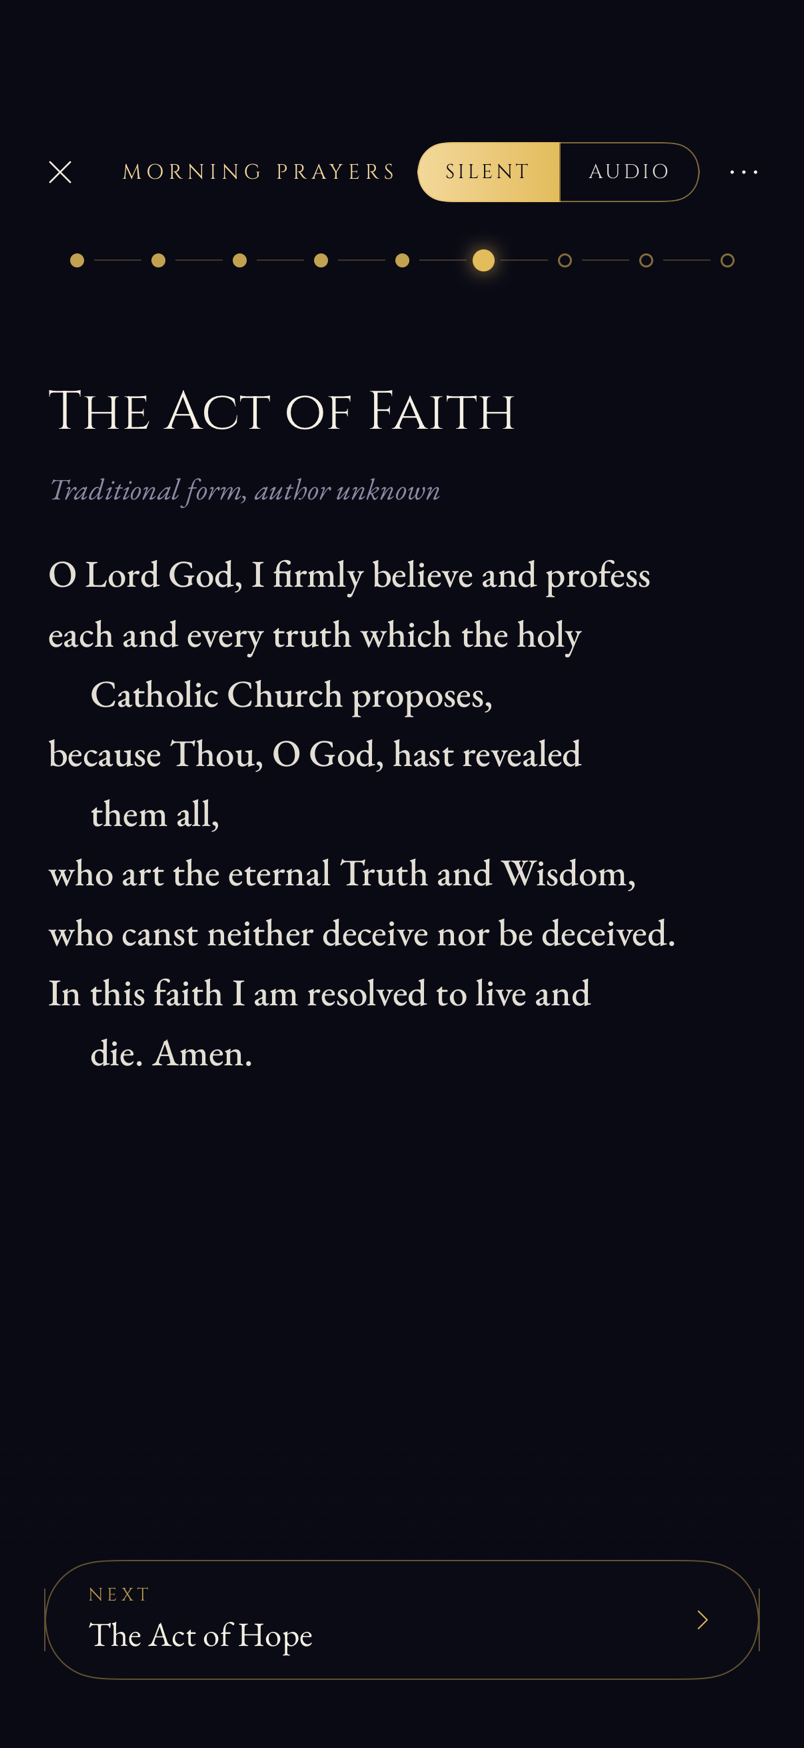 MORNING PRAYERS
SILENT
AUDIO
The Act of Faith
Traditional form, author unknown
O Lord God, I firmly believe and profess
each and every truth which the holy
Catholic Church proposes,
because Thou, O God, hast revealed
them all,
who art the eternal Truth and Wisdom,
who canst neither deceive nor be deceived.
In this faith I am resolved to live and
die. Amen.
NEXT
The Act of Hope